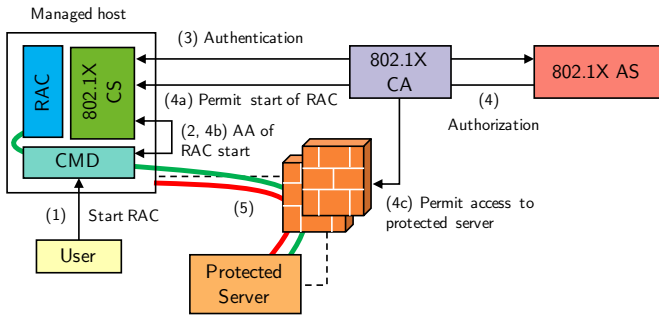 Managed host
RAC
802.1X
CS
(3) Authentication
802.1X
CA
802.1X AS
(4a) Permit start of RAC
(4)
Authorization
(2, 4b) AA of
RAC start
CMD
(1)
Start RAC
(5)
(4c) Permit access to
protected server
User
Protected
Server